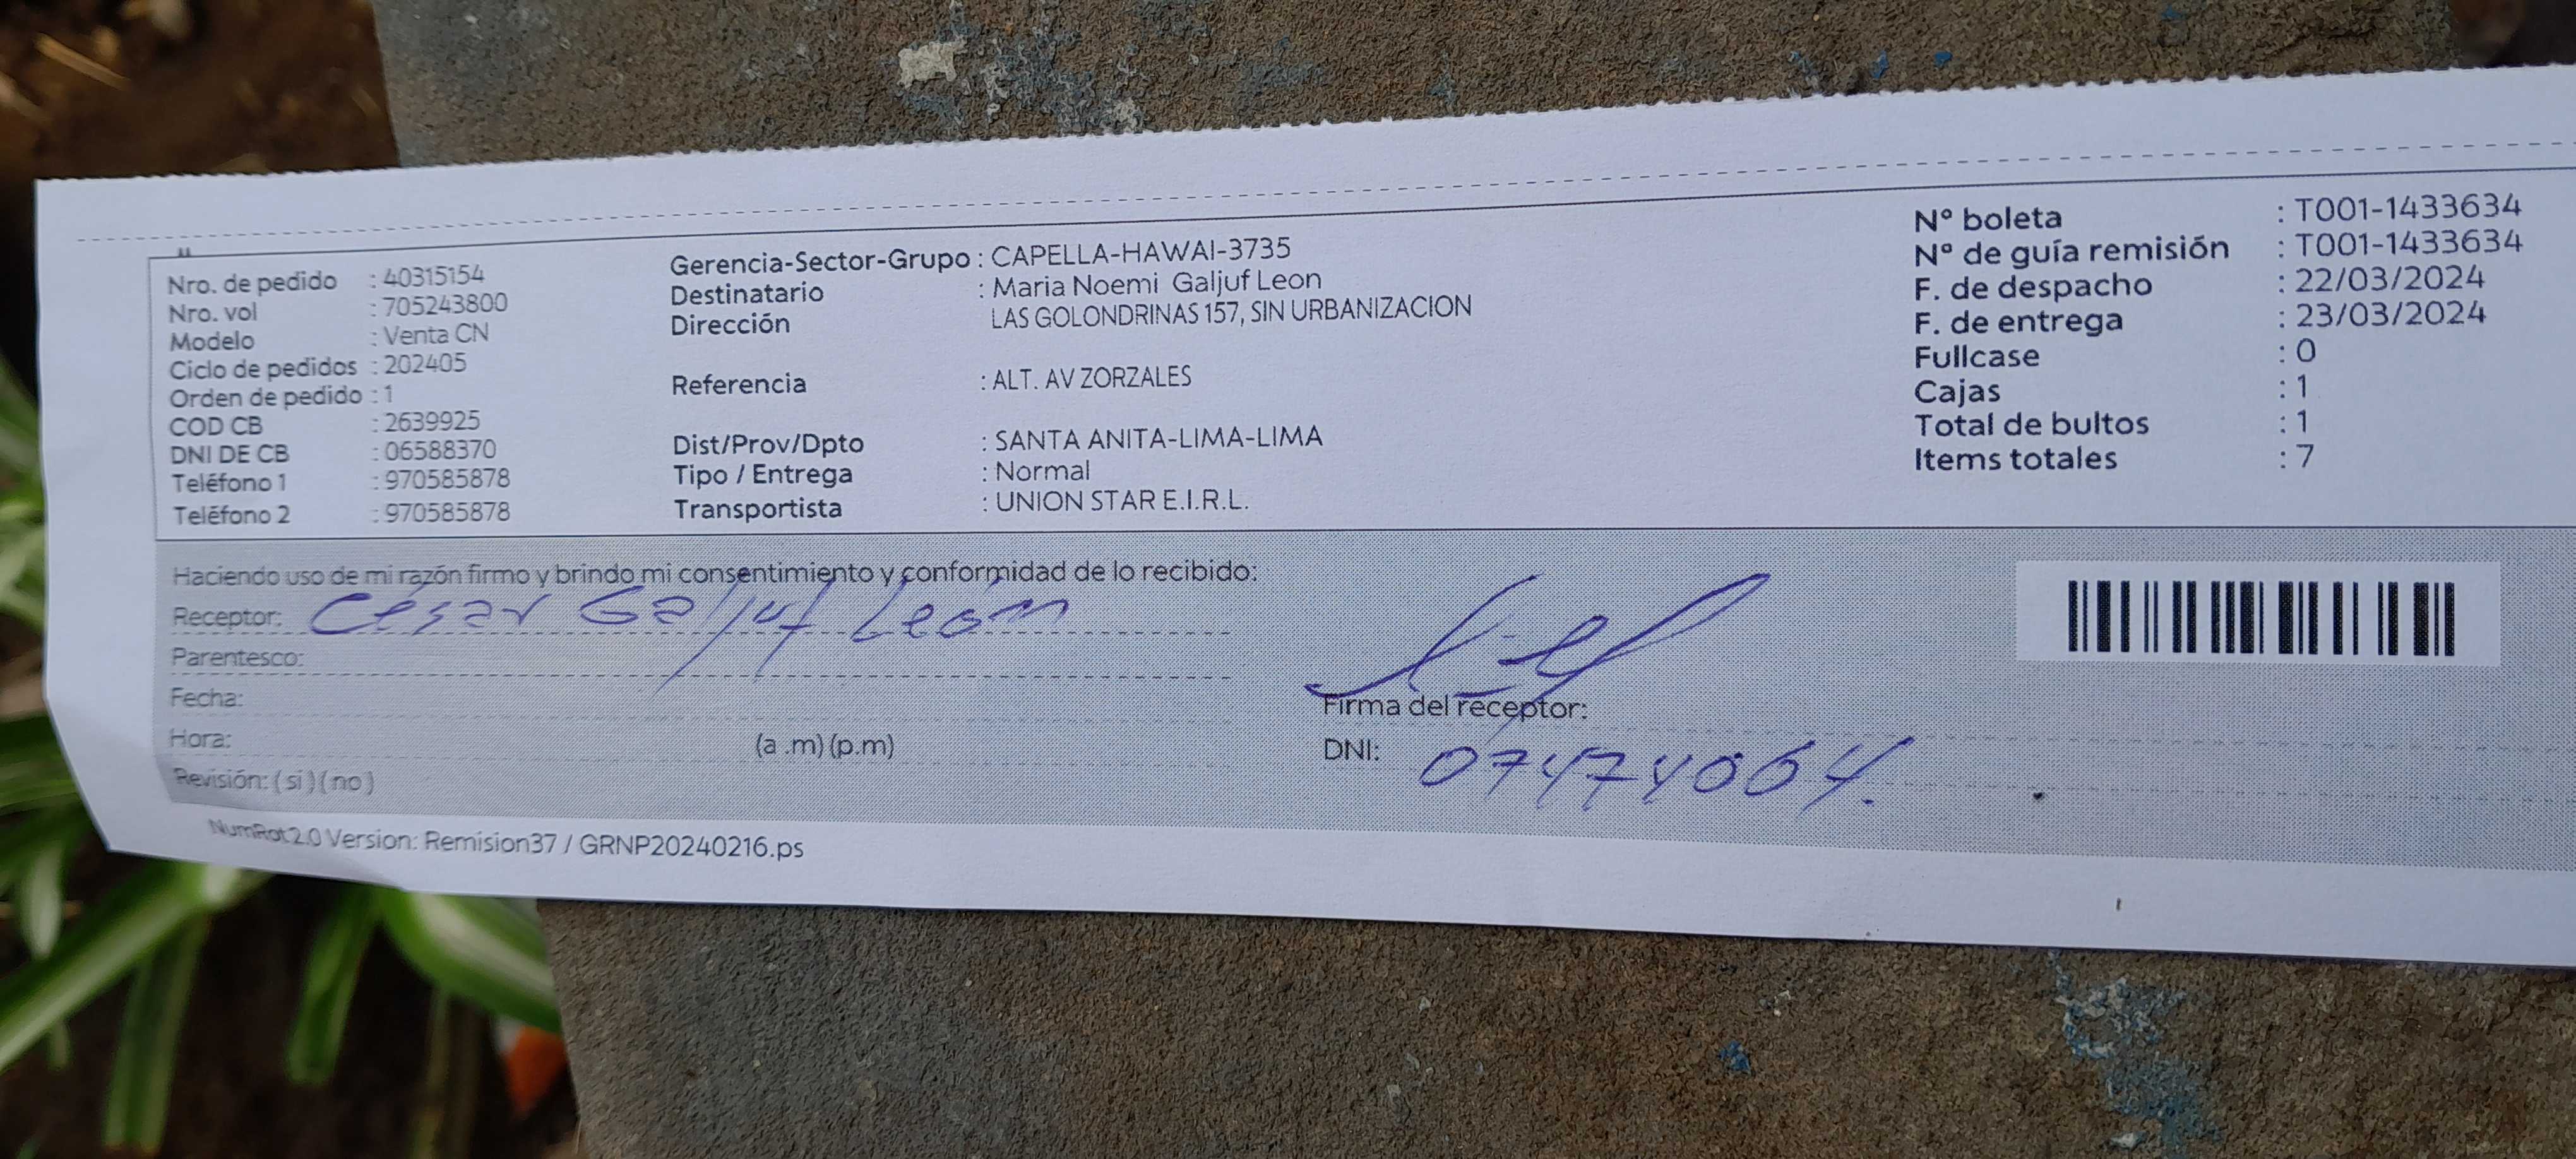 Nro. de pedido : 40315154
Nro. vol : 705243800
Modelo : Venta CN
Ciclo de pedidos : 202405
Orden de pedido : 1
COD CB : 2639925
DNI DE CB : 06588370
Teléfono 1 : 970585878
Teléfono 2 : 970585878
Gerencia-Sector-Grupo : CAPELLA-HAWAI-3735
Destinatario : Maria Noemi Galjuf Leon
Dirección LAS GOLONDRINAS 157, SIN URBANIZACION
Referencia : ALT. AV ZORZALES
Dist/Prov/Dpto : SANTA ANITA-LIMA-LIMA
Tipo / Entrega : Normal
Transportista : UNION STAR E.I.R.L.
N° boleta : T001-1433634
N° de guía remisión : T001-1433634
F. de despacho : 22/03/2024
F. de entrega : 23/03/2024
Fullcase : 0
Cajas : 1
Total de bultos : 1
Items totales : 7
Haciendo uso de mi razón firmo y brindo mi consentimiento y conformidad de lo recibido:
Receptor: César Galjuf León
Parentesco:
Fecha:
Hora: (a .m) (p.m)
Revisión: ( si ) ( no )
Firma del receptor:
DNI: 07474064.
NumRot2.0 Version: Remision37 / GRNP20240216.ps